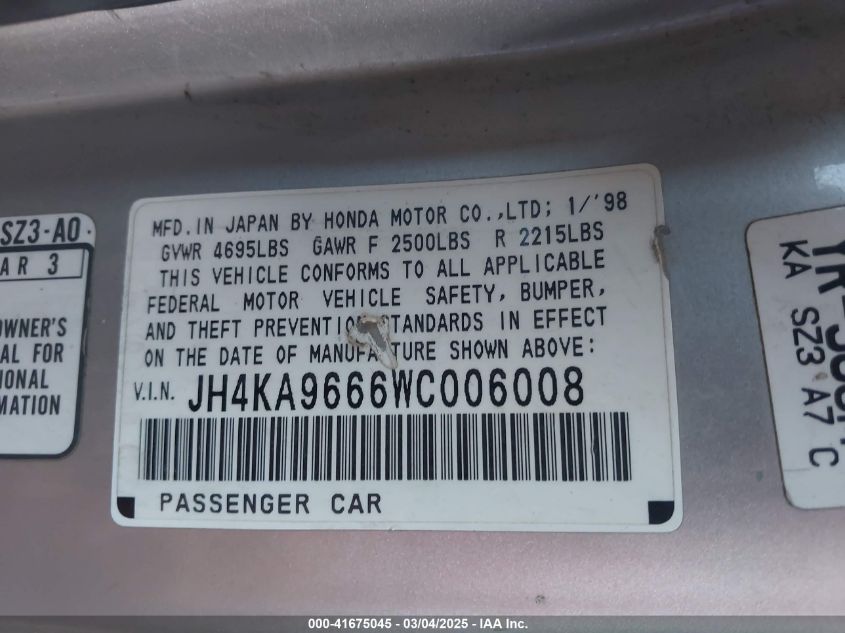 SZ3-A0
AR 3
OWNER'S
AL FOR
IONAL
MATION
MFD.IN JAPAN BY HONDA MOTOR CO.,LTD; 1/'98
GVWR 4695LBS GAWR F 2500LBS R 2215LBS
THIS VEHICLE CONFORMS TO ALL APPLICABLE
FEDERAL MOTOR VEHICLE SAFETY, BUMPER,
AND THEFT PREVENTION STANDARDS IN EFFECT
ON THE DATE OF MANUFACTURE SHOWN ABOVE:
V.I.N. JH4KA9666WC006008
PASSENGER CAR
KA SZ3 A7 C
000-41675045 — 03/04/2025 - IAA Inc.